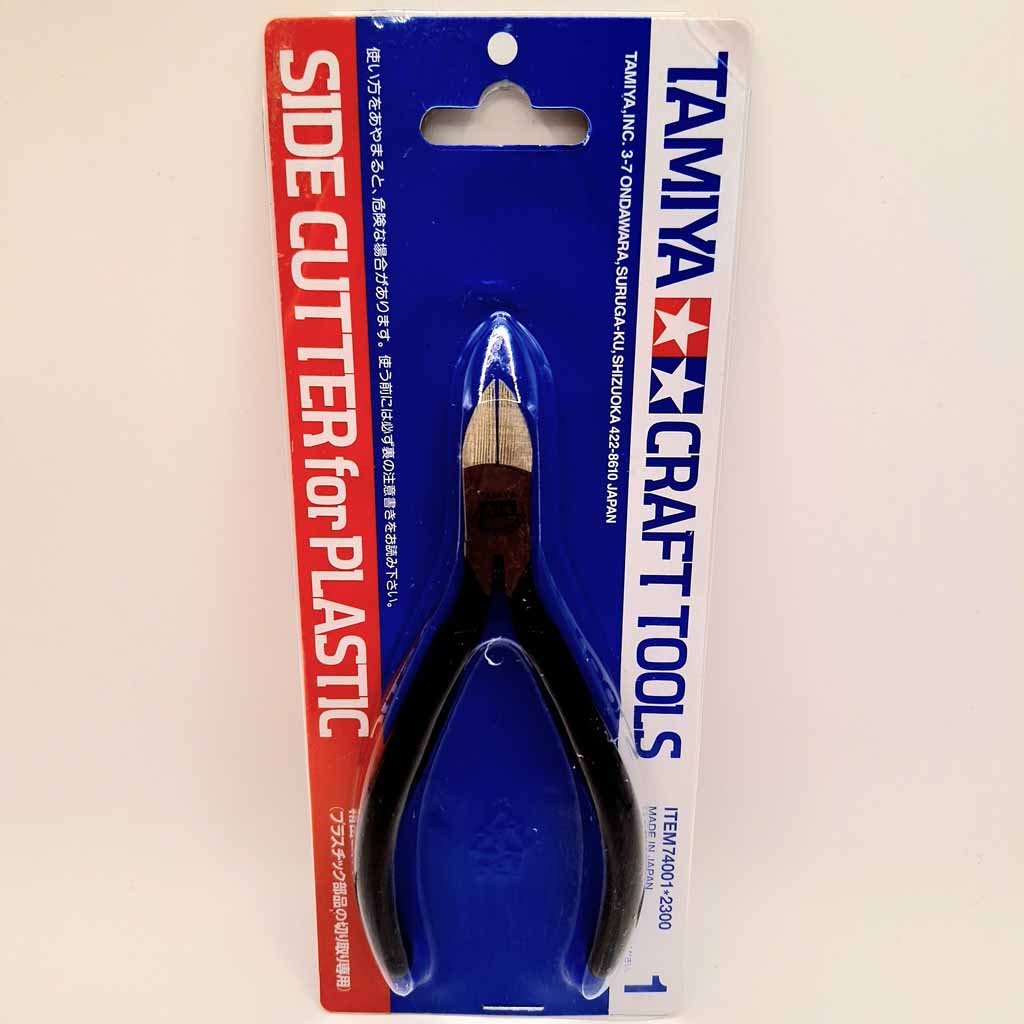 SIDE CUTTER for PLASTIC
(プラスチック部品の切り取り専用)
使い方をあやまると、危険な場合があります。使う前には必ず裏の注意書きをお読み下さい。
TAMIYA CRAFT TOOLS
TAMIYA, INC. 3-7 ONDAWARA, SURUGA-KU, SHIZUOKA 422-8610 JAPAN
ITEM 74001*2300
MADE IN JAPAN
1
TAMIYA